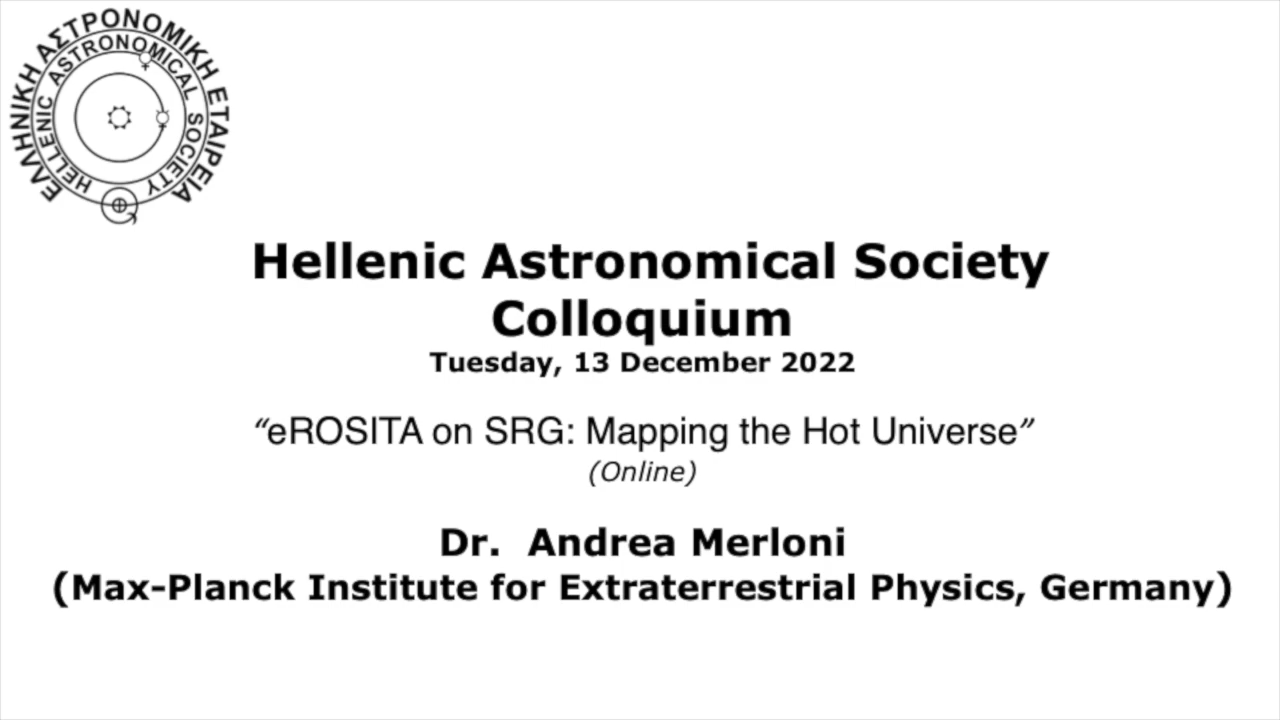 ΕΛΛΗΝΙΚΗ ΑΣΤΡΟΝΟΜΙΚΗ ΕΤΑΙΡΕΙΑ
HELLENIC ASTRONOMICAL SOCIETY
Hellenic Astronomical Society
Colloquium
Tuesday, 13 December 2022
“eROSITA on SRG: Mapping the Hot Universe”
(Online)
Dr. Andrea Merloni
(Max-Planck Institute for Extraterrestrial Physics, Germany)